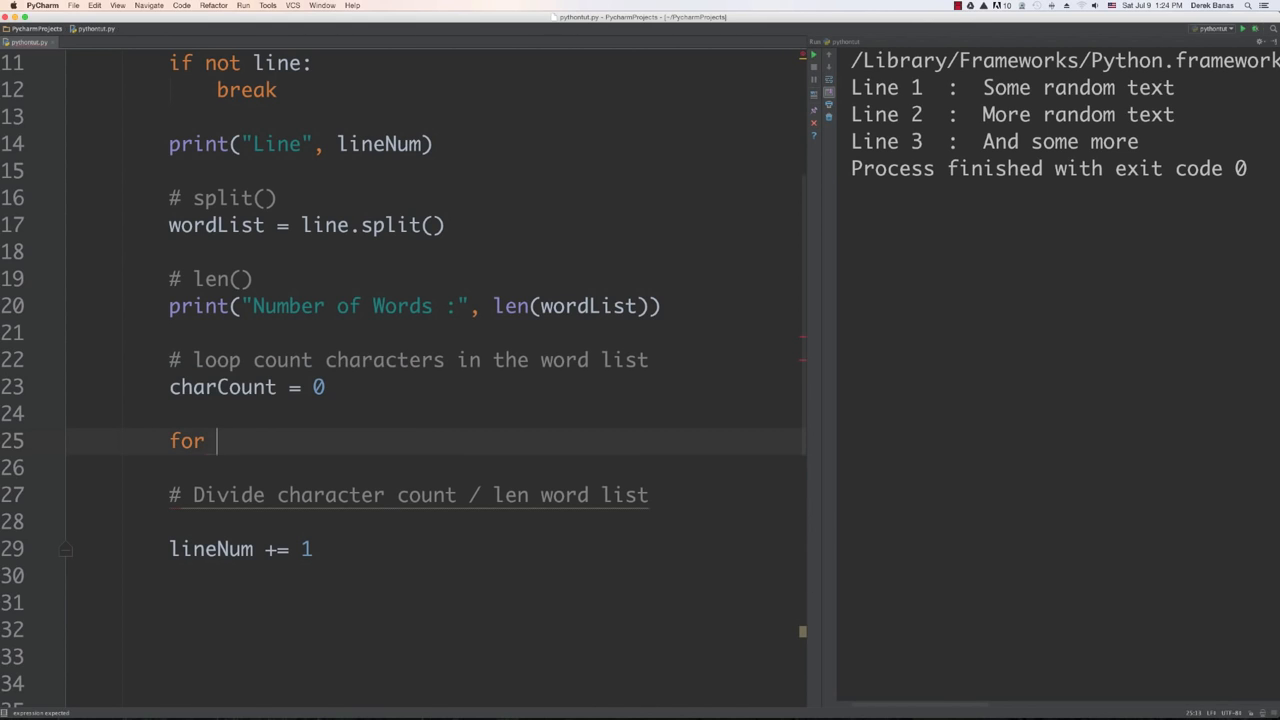 PyCharm File Edit View Navigate Code Refactor Run Tools VCS Window Help 10 Sat Jul 9 1:24 PM Derek Banas
pythontut.py - PycharmProjects - [~/PycharmProjects]
PycharmProjects pythontut.py pythontut
pythontut.py
Run pythontut
11 if not line:
12 break
13
14 print("Line", lineNum)
15
16 # split()
17 wordList = line.split()
18
19 # len()
20 print("Number of Words :", len(wordList))
21
22 # loop count characters in the word list
23 charCount = 0
24
25 for
26
27 # Divide character count / len word list
28
29 lineNum += 1
30
31
32
33
34
/Library/Frameworks/Python.framework
Line 1 : Some random text
Line 2 : More random text
Line 3 : And some more
Process finished with exit code 0
expression expected
25:13 LF÷ UTF-8÷